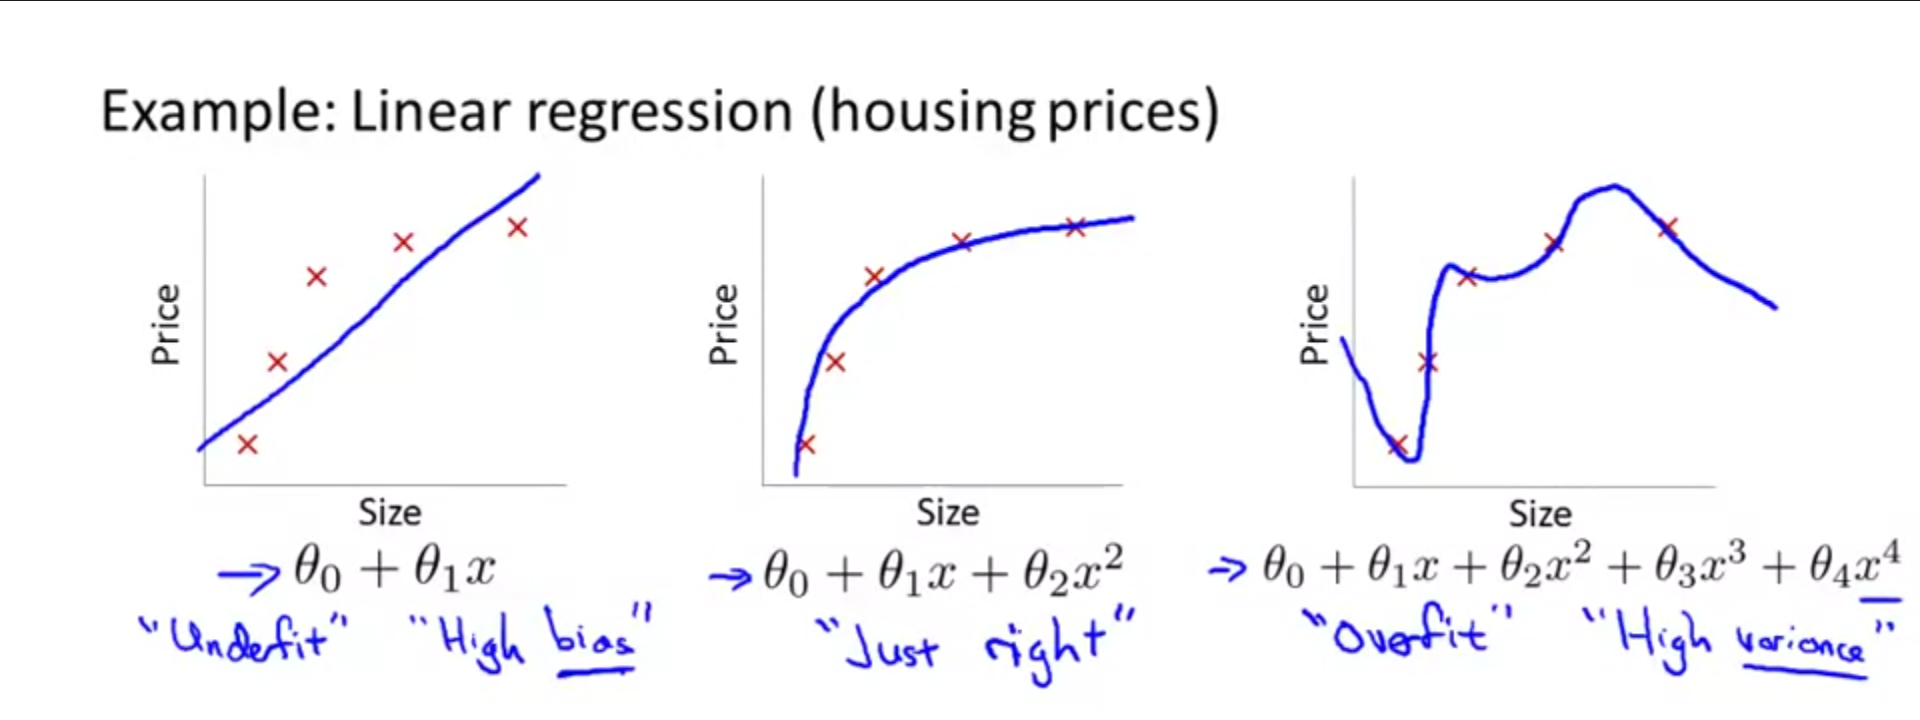 Example: Linear regression (housing prices)
Price
Size
Price
Size
Price
Size
→ θ₀ + θ₁x
→ θ₀ + θ₁x + θ₂x²
→ θ₀ + θ₁x + θ₂x² + θ₃x³ + θ₄x⁴
"Underfit" "High bias"
"Just right"
"Overfit" "High variance"